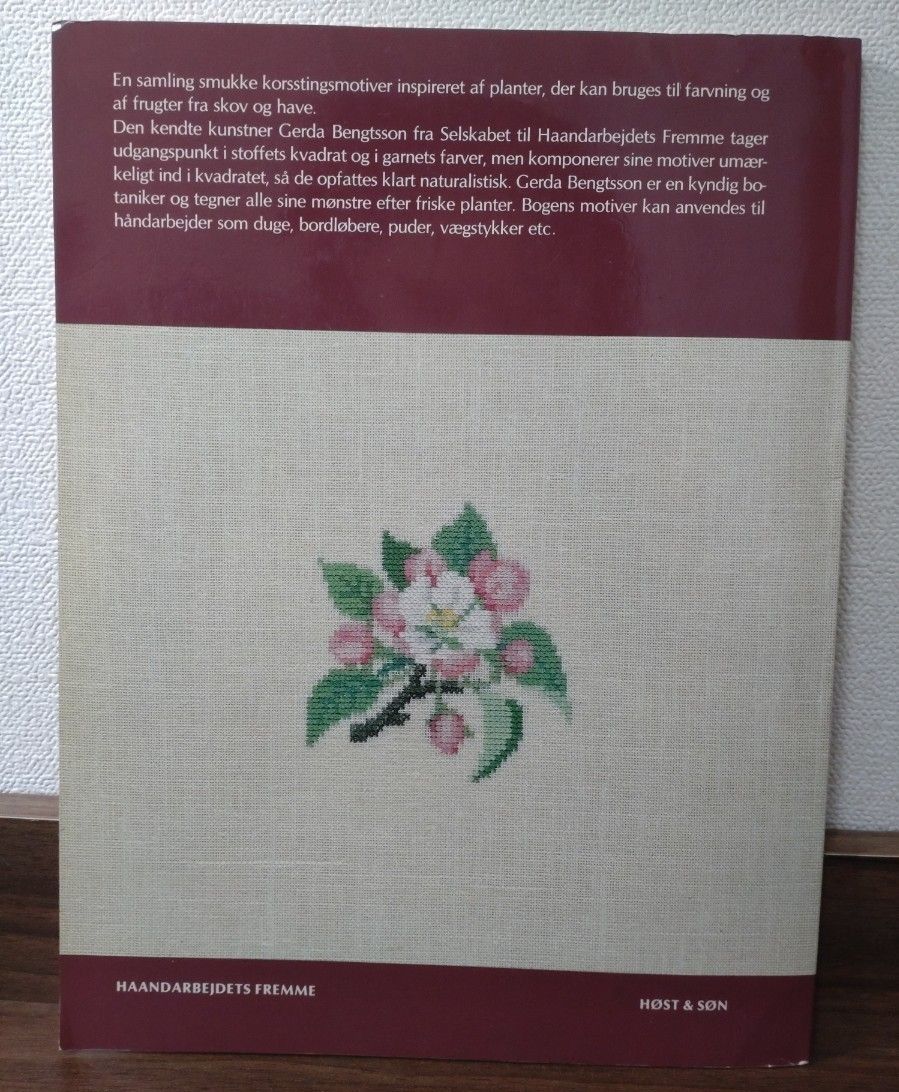 En samling smukke korsstingsmotiver inspireret af planter, der kan bruges til farvning og
af frugter fra skov og have.
Den kendte kunstner Gerda Bengtsson fra Selskabet til Haandarbejdets Fremme tager
udgangspunkt i stoffets kvadrat og i garnets farver, men komponerer sine motiver umær-
keligt ind i kvadratet, så de opfattes klart naturalistisk. Gerda Bengtsson er en kyndig bo-
taniker og tegner alle sine mønstre efter friske planter. Bogens motiver kan anvendes til
håndarbejder som duge, bordløbere, puder, vægstykker etc.
HAANDARBEJDETS FREMME
HØST & SØN